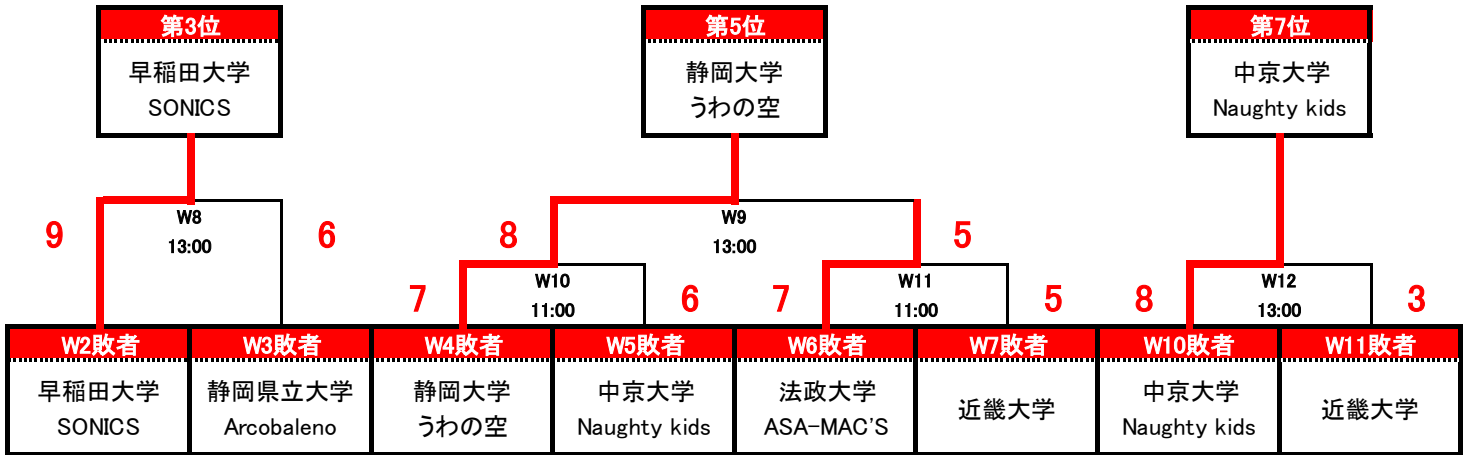 第3位
早稲田大学
SONICS
第5位
静岡大学
うわの空
第7位
中京大学
Naughty kids
9
W8
13:00
6
8
W9
13:00
5
7
W10
11:00
6
7
W11
11:00
5
8
W12
13:00
3
W2敗者
早稲田大学
SONICS
W3敗者
静岡県立大学
Arcobaleno
W4敗者
静岡大学
うわの空
W5敗者
中京大学
Naughty kids
W6敗者
法政大学
ASA-MAC'S
W7敗者
近畿大学
W10敗者
中京大学
Naughty kids
W11敗者
近畿大学